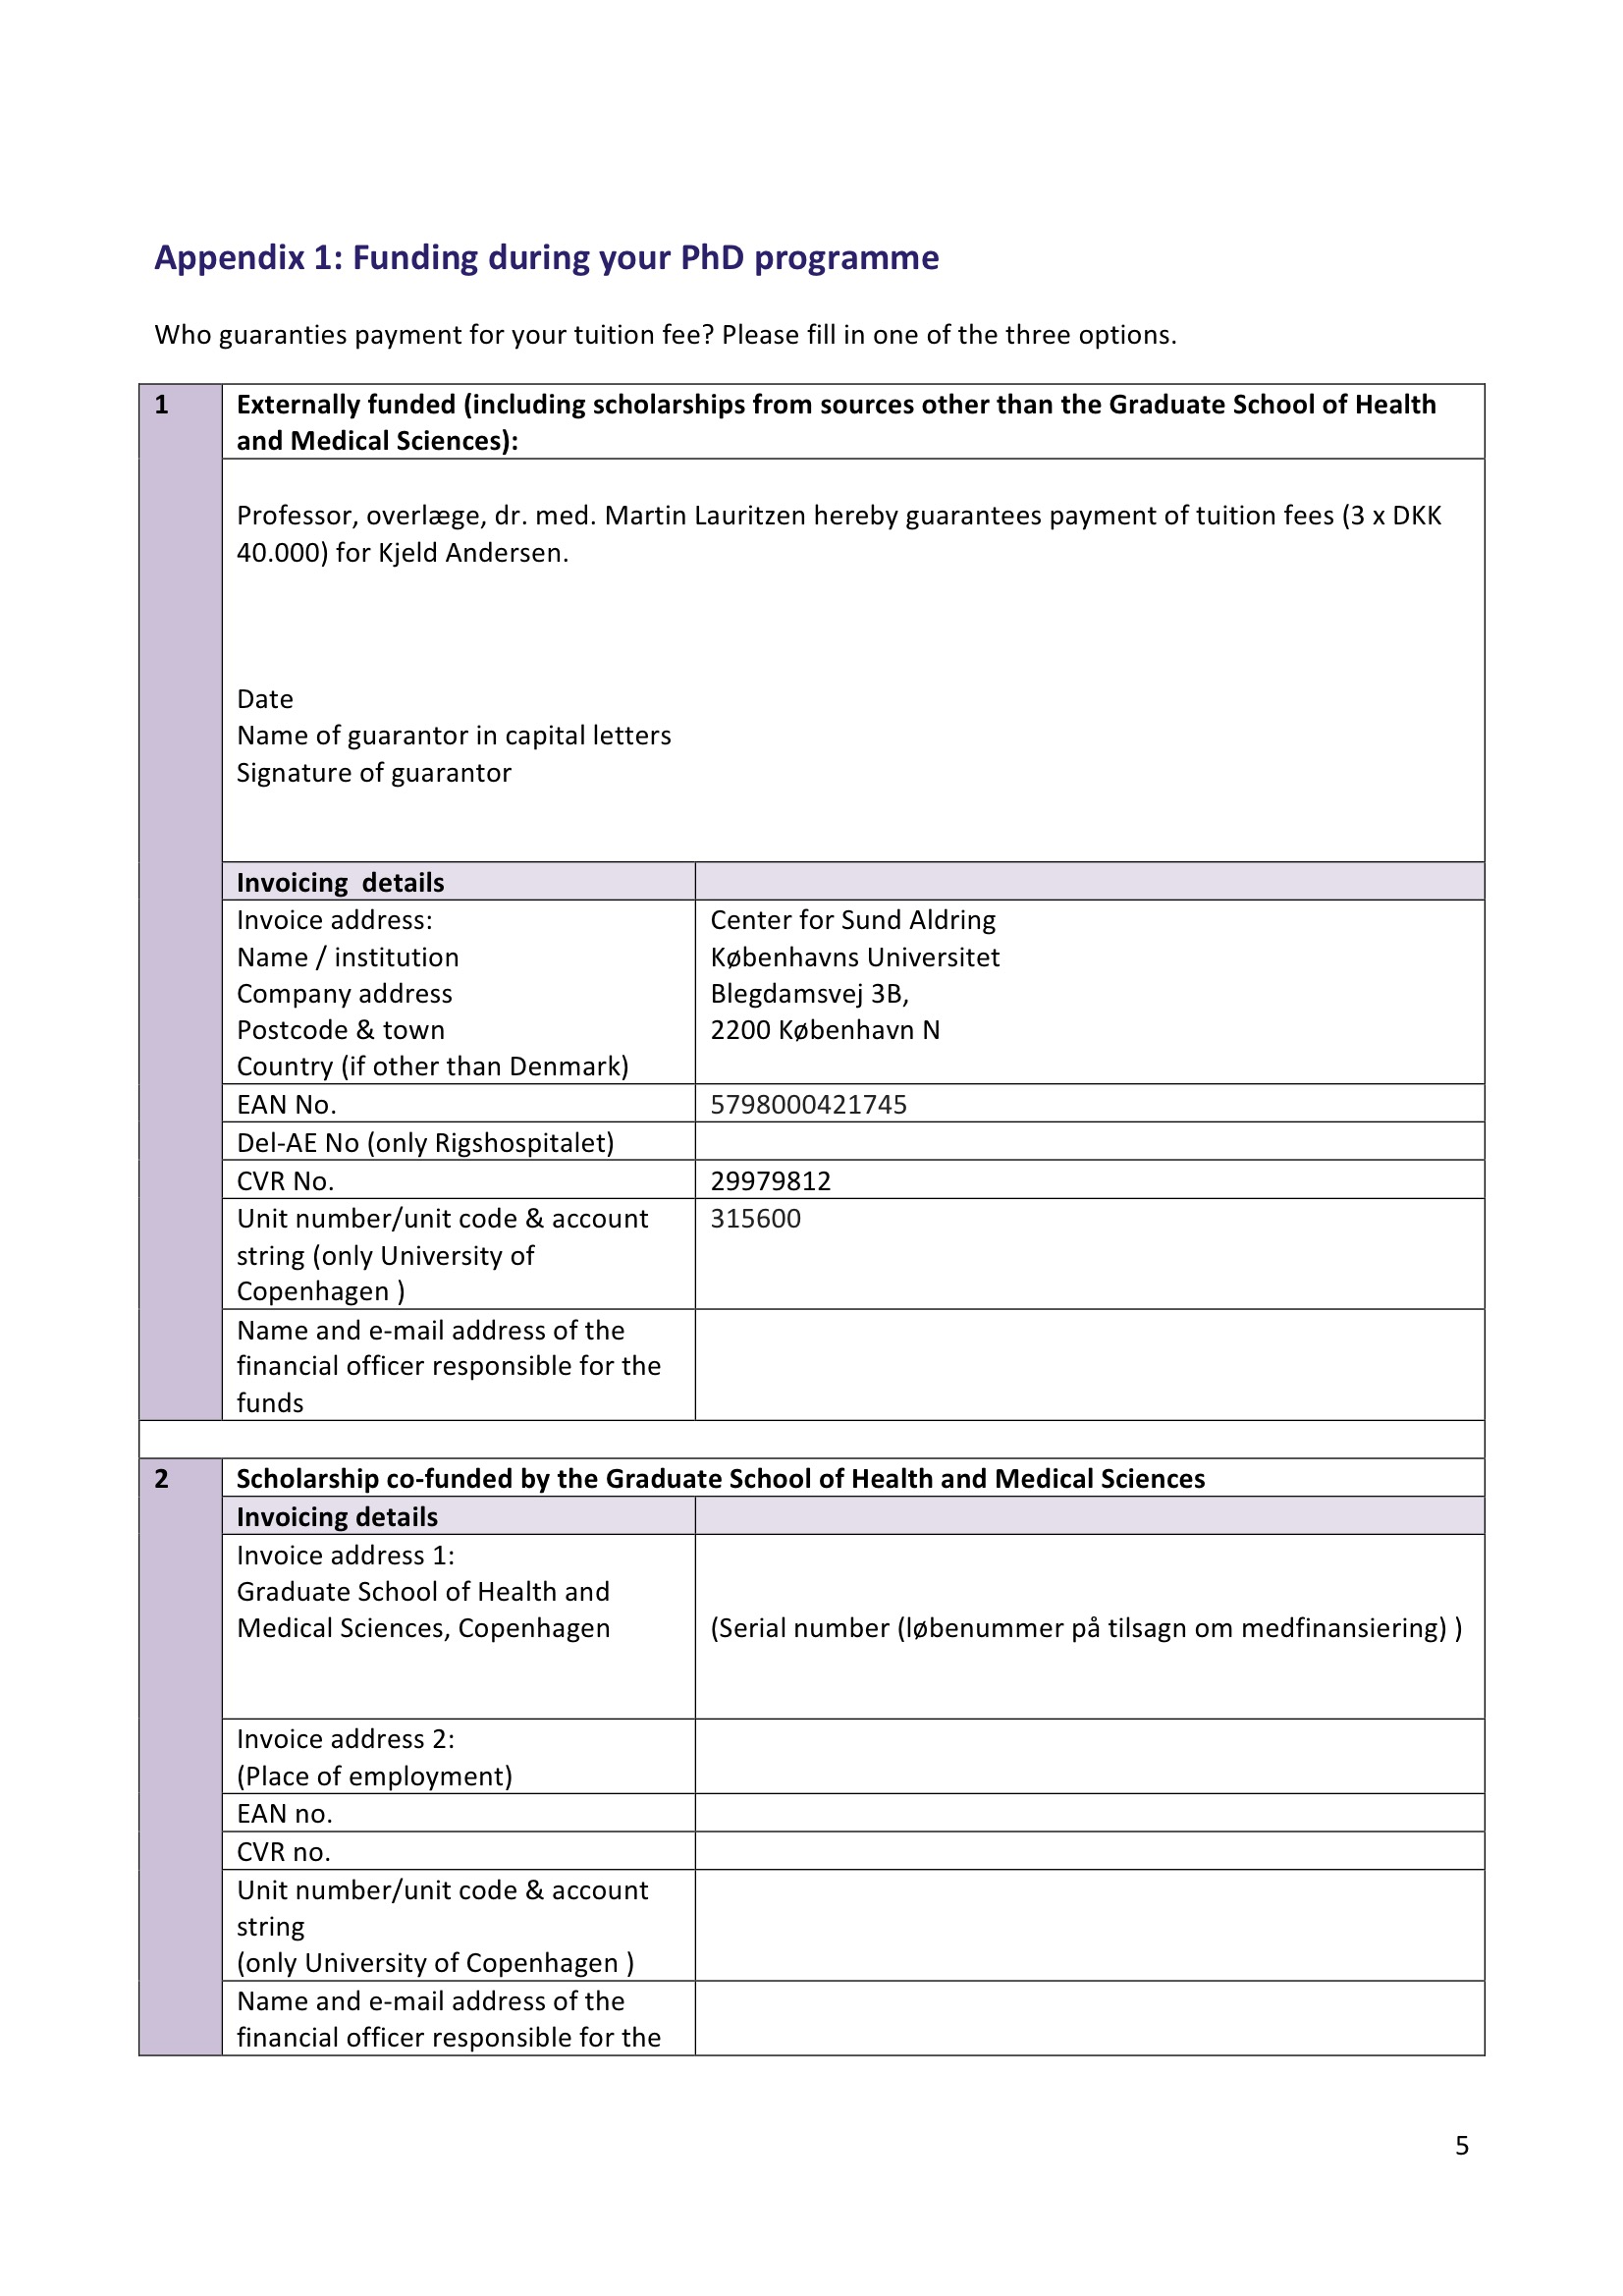 Appendix 1: Funding during your PhD programme
Who guaranties payment for your tuition fee? Please fill in one of the three options.
1
Externally funded (including scholarships from sources other than the Graduate School of Health
and Medical Sciences):
Professor, overlæge, dr. med. Martin Lauritzen hereby guarantees payment of tuition fees (3 x DKK
40.000) for Kjeld Andersen.
Date
Name of guarantor in capital letters
Signature of guarantor
Invoicing  details
Invoice address:
Name / institution
Company address
Postcode & town
Country (if other than Denmark)
Center for Sund Aldring
Københavns Universitet
Blegdamsvej 3B,
2200 København N
EAN No.
5798000421745
Del-AE No (only Rigshospitalet)
CVR No.
29979812
Unit number/unit code & account
string (only University of
Copenhagen )
315600
Name and e-mail address of the
financial officer responsible for the
funds
2
Scholarship co-funded by the Graduate School of Health and Medical Sciences
Invoicing details
Invoice address 1:
Graduate School of Health and
Medical Sciences, Copenhagen
(Serial number (løbenummer på tilsagn om medfinansiering) )
Invoice address 2:
(Place of employment)
EAN no.
CVR no.
Unit number/unit code & account
string
(only University of Copenhagen )
Name and e-mail address of the
financial officer responsible for the
5